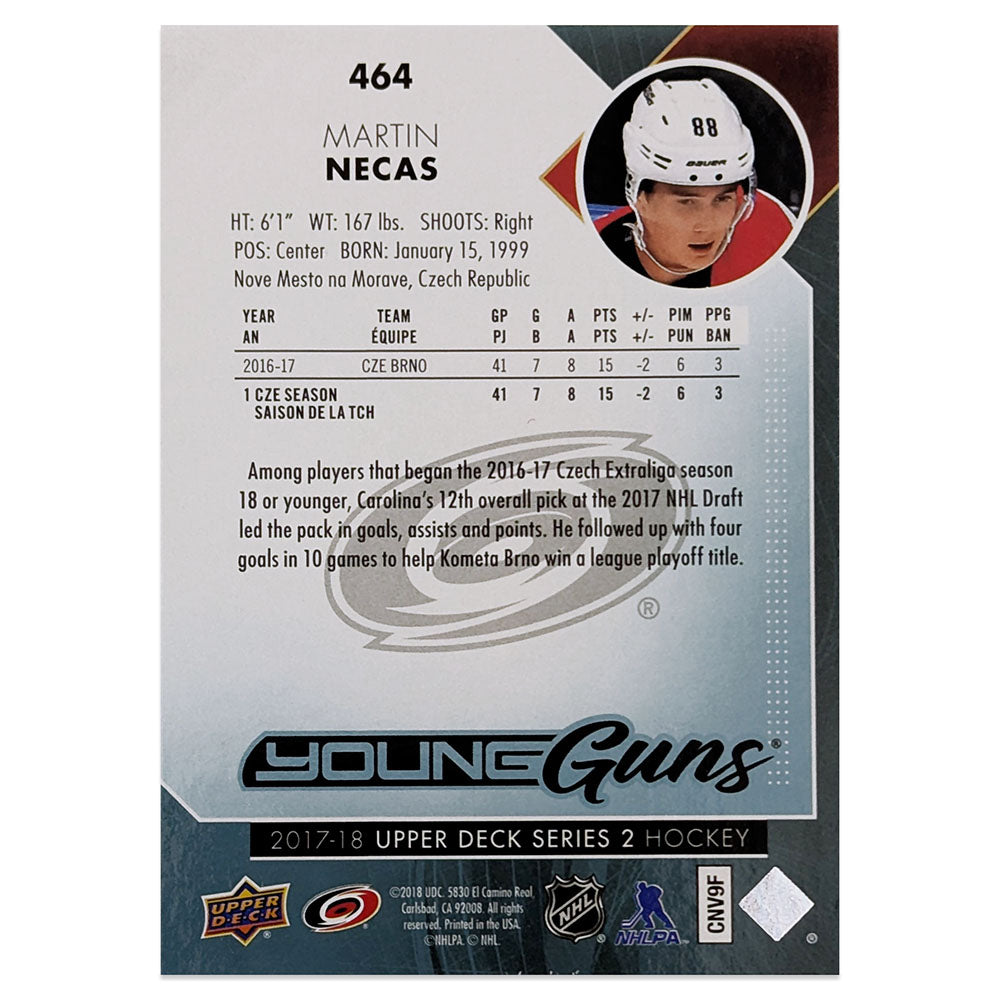 464
88
BAUER
MARTIN
NECAS
HT: 6'1" WT: 167 lbs. SHOOTS: Right
POS: Center BORN: January 15, 1999
Nove Mesto na Morave, Czech Republic
YEAR TEAM GP G A PTS +/- PIM PPG
AN ÉQUIPE PJ B A PTS +/- PUN BAN
2016-17 CZE BRNO 41 7 8 15 -2 6 3
1 CZE SEASON 41 7 8 15 -2 6 3
SAISON DE LA TCH
Among players that began the 2016-17 Czech Extraliga season
18 or younger, Carolina's 12th overall pick at the 2017 NHL Draft
led the pack in goals, assists and points. He followed up with four
goals in 10 games to help Kometa Brno win a league playoff title.
®
YOUNG Guns®
2017-18 UPPER DECK SERIES 2 HOCKEY
UPPER
D·E·C·K
©2018 UDC. 5830 El Camino Real,
Carlsbad, CA 92008. All rights
reserved. Printed in the USA.
©NHLPA. © NHL.
NHL
NHLPA
CNV9F
®